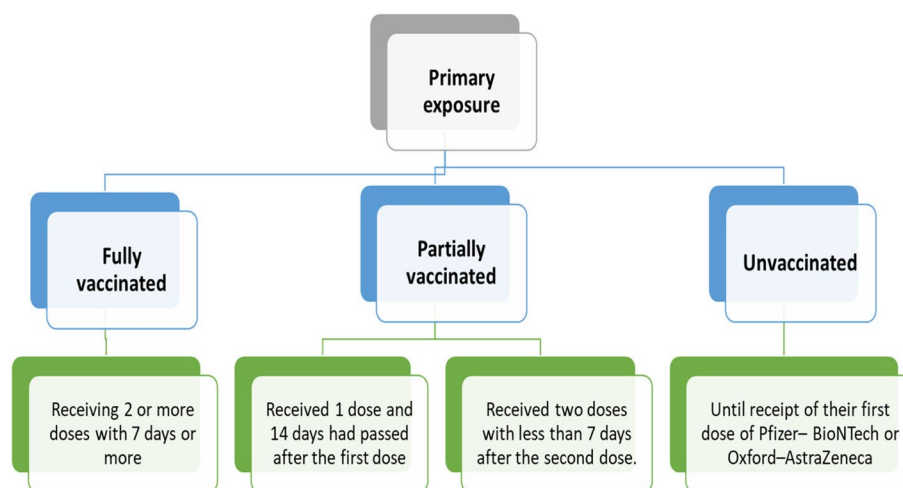 Primary
exposure
Fully
vaccinated
Partially
vaccinated
Unvaccinated
Receiving 2 or more
doses with 7 days or
more
Received 1 dose and
14 days had passed
after the first dose
Received two doses
with less than 7 days
after the second dose.
Until receipt of their first
dose of Pfizer– BioNTech or
Oxford–AstraZeneca